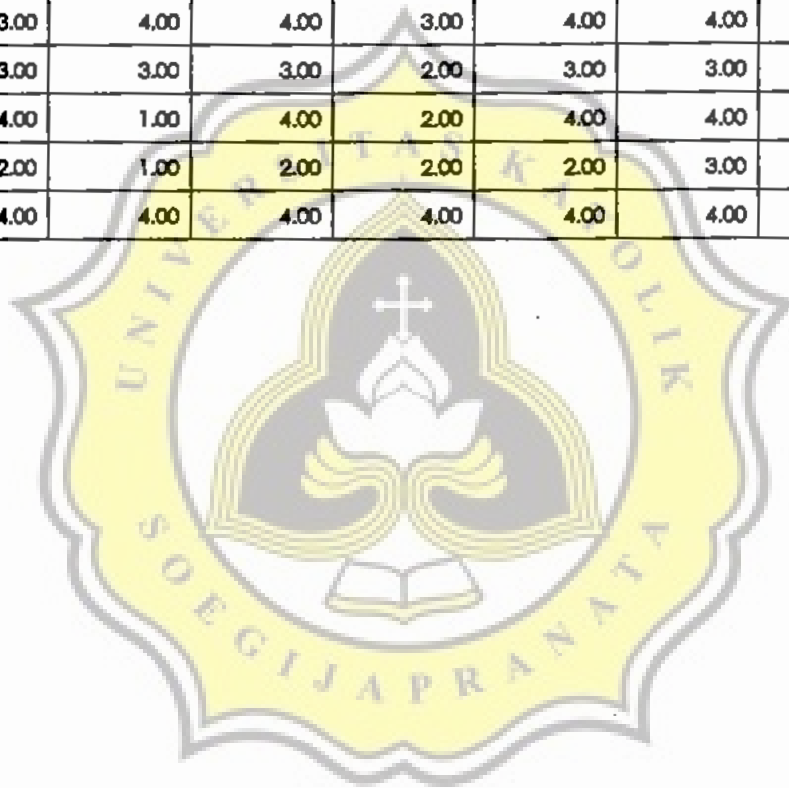 3.00 4.00 4.00 3.00 4.00 4.00
3.00 3.00 3.00 2.00 3.00 3.00
4.00 1.00 4.00 2.00 4.00 4.00
2.00 1.00 2.00 2.00 2.00 3.00
4.00 4.00 4.00 4.00 4.00 4.00
UNIVERSITAS KATOLIK
SOEGIJAPRANATA